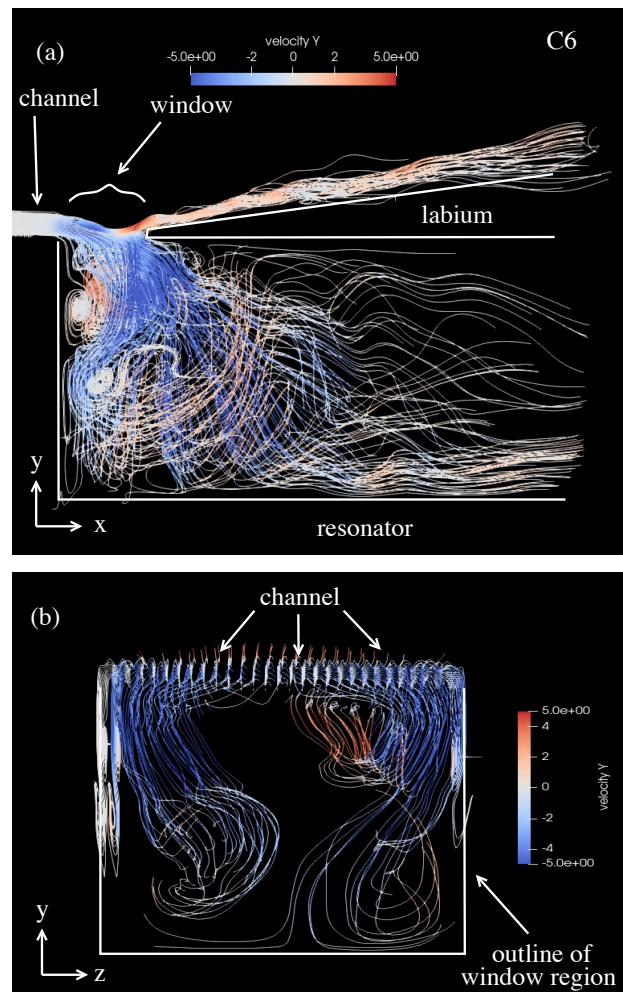 (a)
velocity Y
C6
-5.0e+00 -2 0 2 5.0e+00
channel
window
labium
y
x
resonator
(b)
channel
5.0e+00
4
2
0
-2
-4
-5.0e+00
velocity Y
y
z
outline of
window region